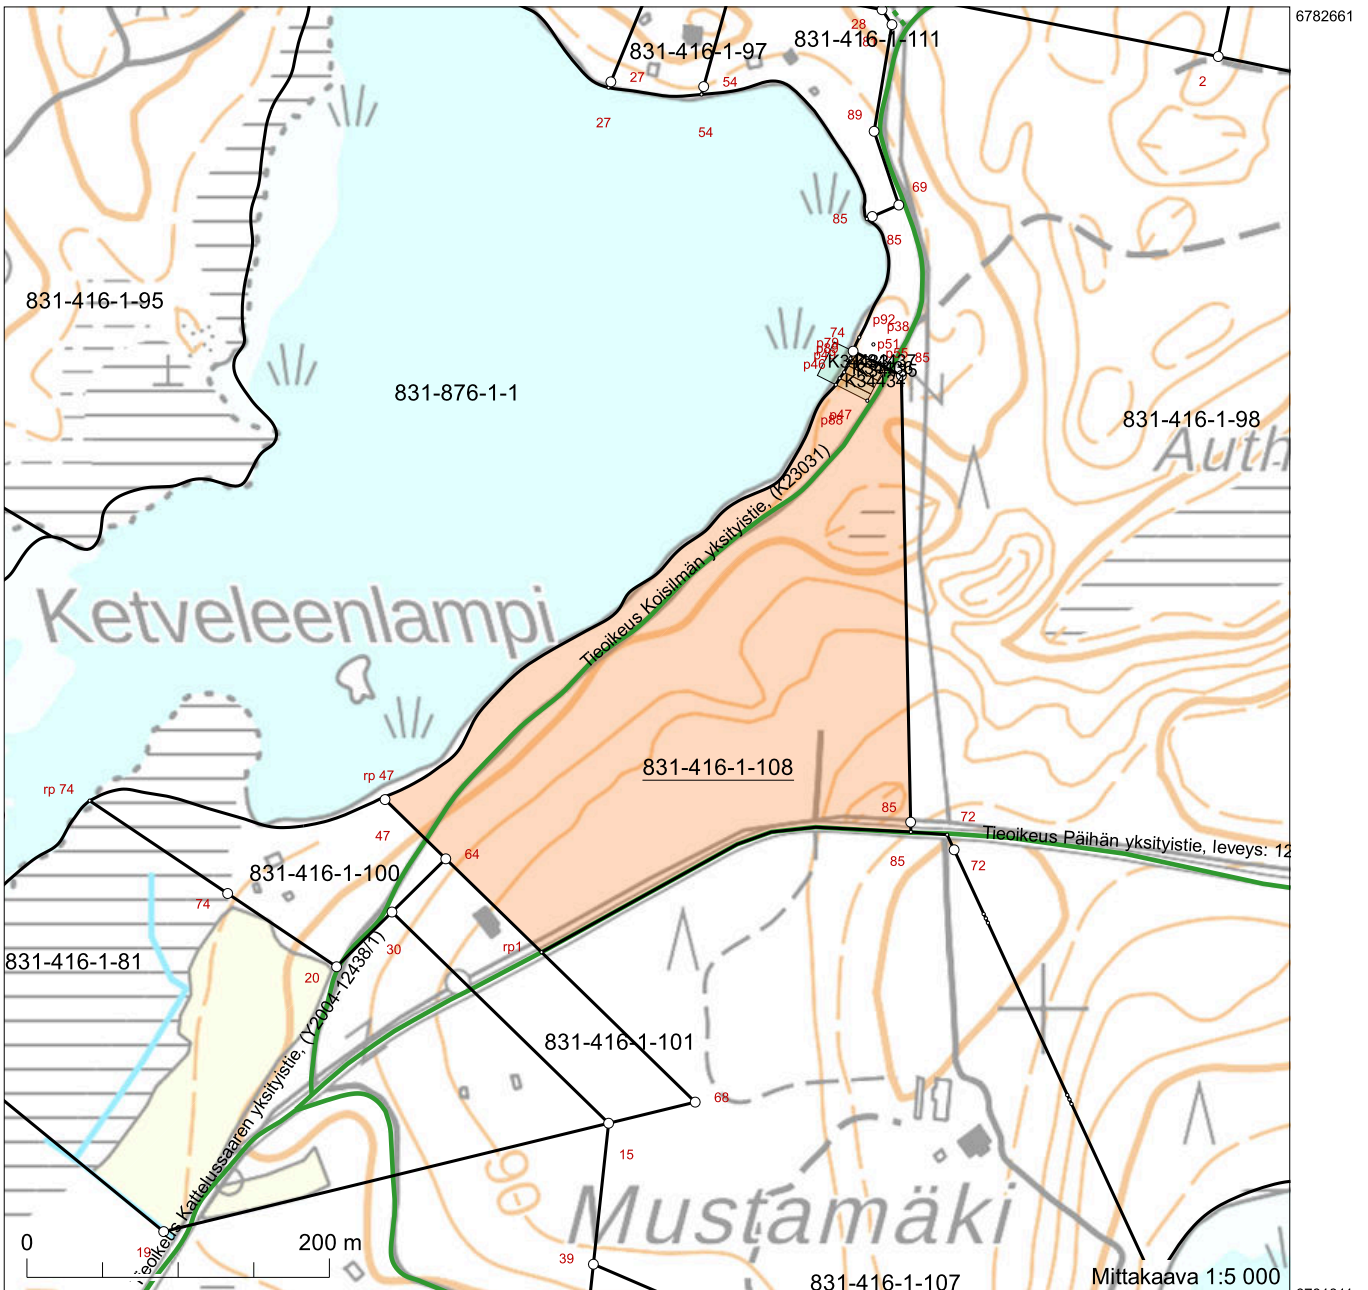 6782661
28
831-416-1-111
831-416-1-97
27
54
2
27
54
89
69
85
85
831-416-1-95
p92
p38
74
p51
p46
85
K34434
831-876-1-1
831-416-1-98
p47
p88
Auth
Tieoikeus Koisilmän yksityistie, (K23031)
Ketveleenlampi
831-416-1-108
rp 47
rp 74
85
72
47
64
Tieoikeus Päihän yksityistie, leveys: 12
85
72
831-416-1-100
74
30
rp1
831-416-1-81
20
Tieoikeus Kattelussaaren yksityistie, (Y2004-12438/1)
831-416-1-101
68
15
90
Mustamäki
19
39
0
200 m
831-416-1-107
Mittakaava 1:5 000